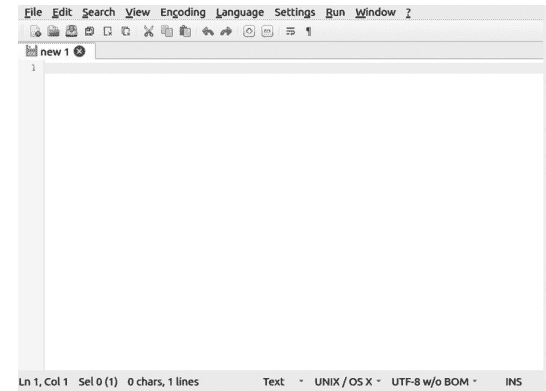 File Edit Search View Encoding Language Settings Run Window ?
new 1
1
Ln 1, Col 1 Sel 0 (1) 0 chars, 1 lines Text UNIX / OS X UTF-8 w/o BOM INS